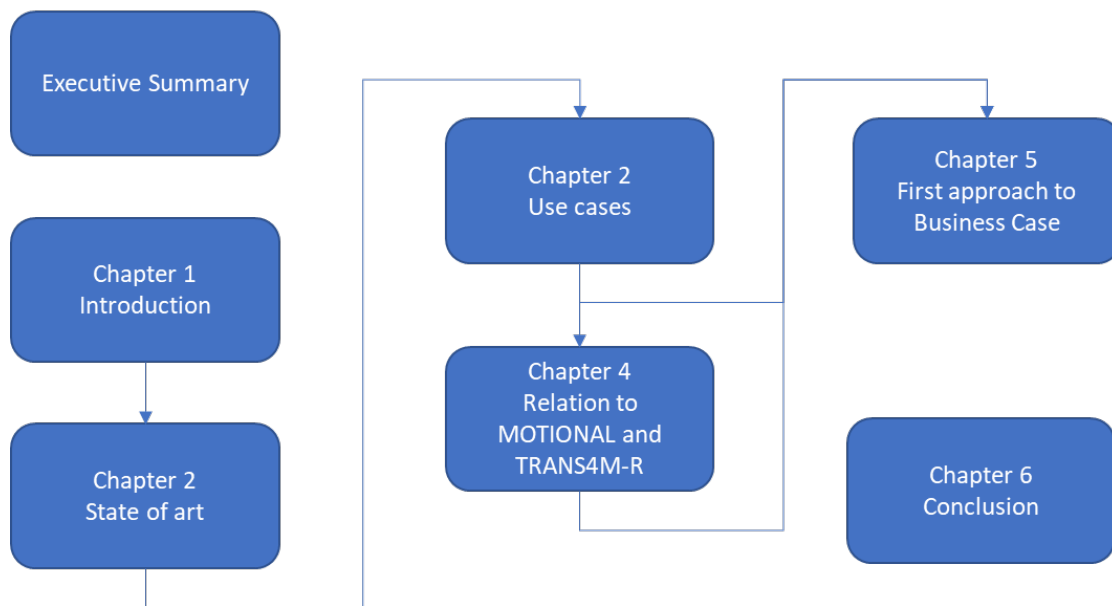 Executive Summary
Chapter 1
Introduction
Chapter 2
State of art
Chapter 2
Use cases
Chapter 4
Relation to
MOTIONAL and
TRANS4M-R
Chapter 5
First approach to
Business Case
Chapter 6
Conclusion